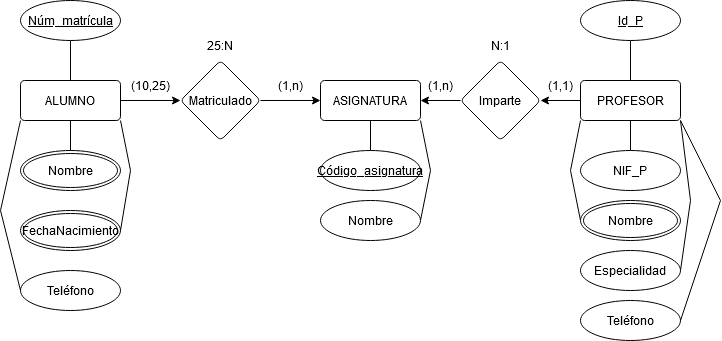 Núm_matrícula
Id_P
25:N
N:1
ALUMNO
(10,25)
Matriculado
(1,n)
ASIGNATURA
(1,n)
Imparte
(1,1)
PROFESOR
Nombre
Código_asignatura
NIF_P
FechaNacimiento
Nombre
Nombre
Teléfono
Especialidad
Teléfono